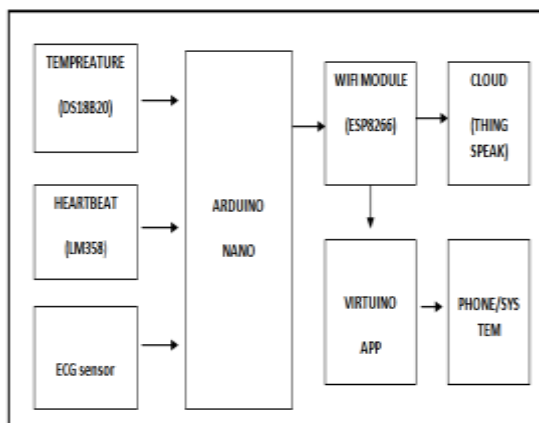 TEMPREATURE
(DS18B20)
HEARTBEAT
(LM358)
ECG sensor
ARDUINO
NANO
WIFI MODULE
(ESP8266)
CLOUD
(THING
SPEAK)
VIRTUINO
APP
PHONE/SYS
TEM